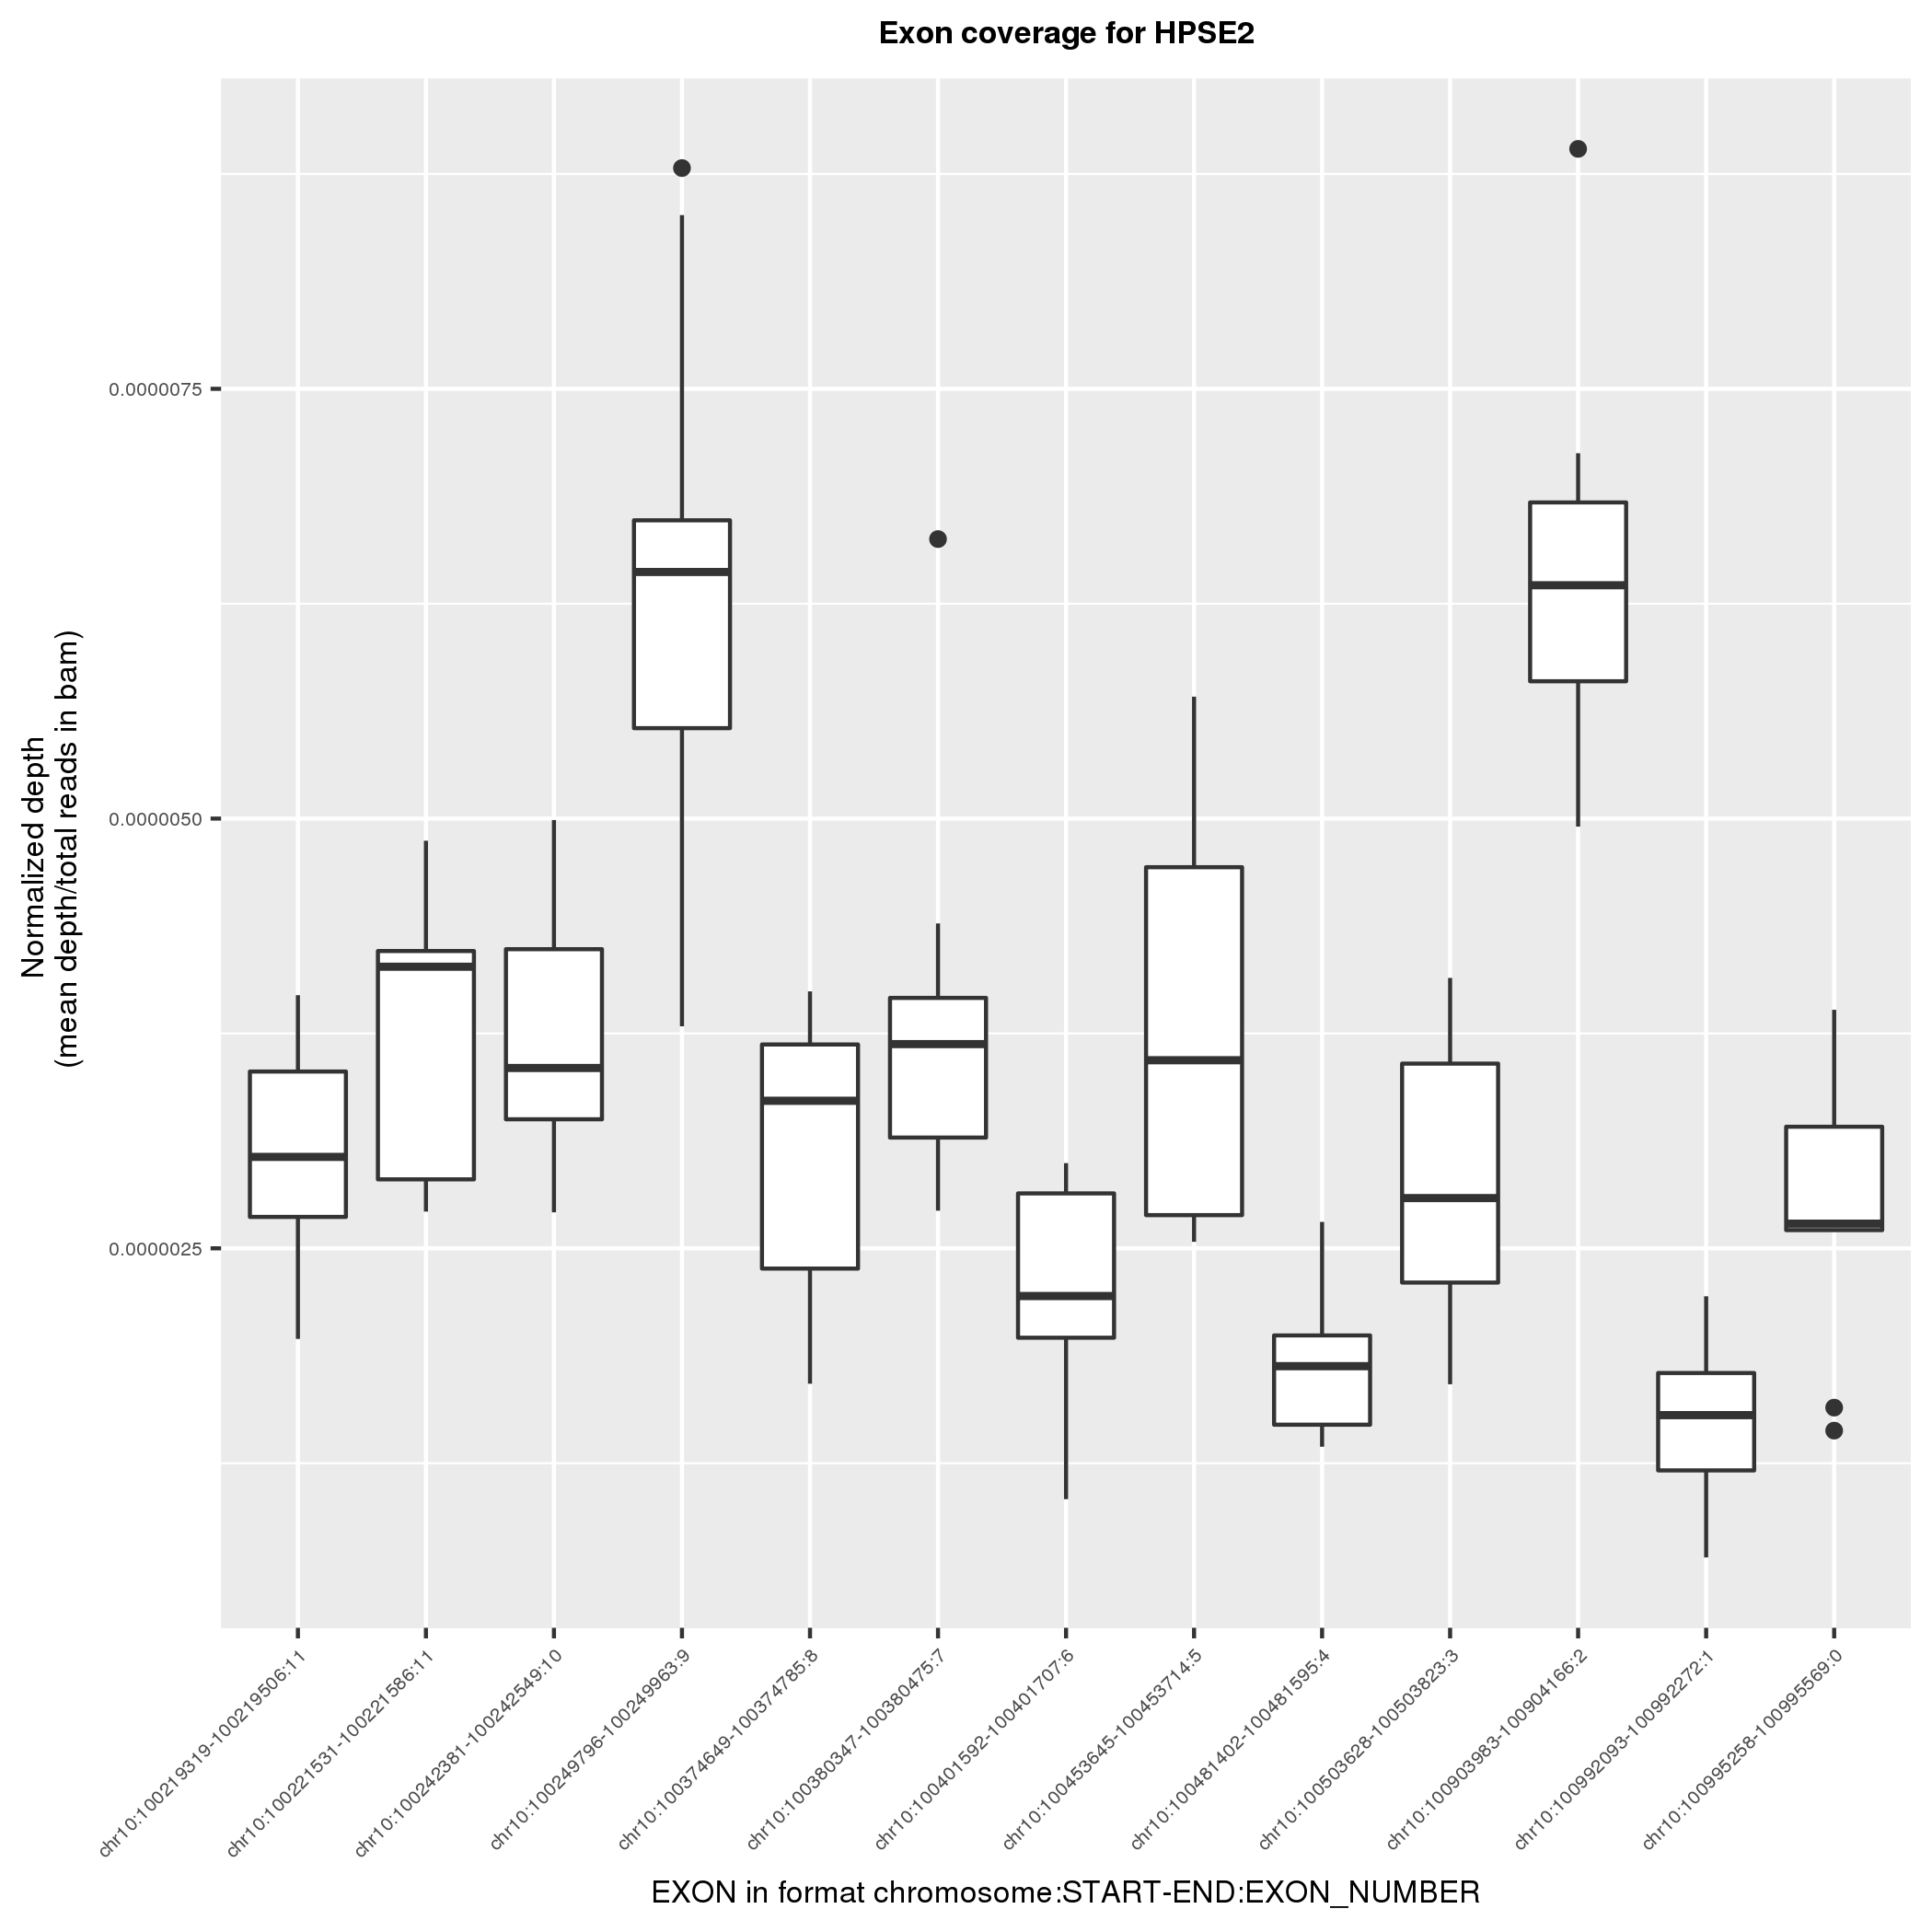 Exon coverage for HPSE2
Normalized depth
(mean depth/total reads in bam)
0.0000075
0.0000050
0.0000025
chr10:100219319-100219506:11
chr10:100221531-100221586:11
chr10:100242381-100242549:10
chr10:100249796-100249963:9
chr10:100374649-100374785:8
chr10:100380347-100380475:7
chr10:100401592-100401707:6
chr10:100453645-100453714:5
chr10:100481402-100481595:4
chr10:100503628-100503823:3
chr10:100903983-100904166:2
chr10:100992093-100992272:1
chr10:100995258-100995569:0
EXON in format chromosome:START-END:EXON_NUMBER